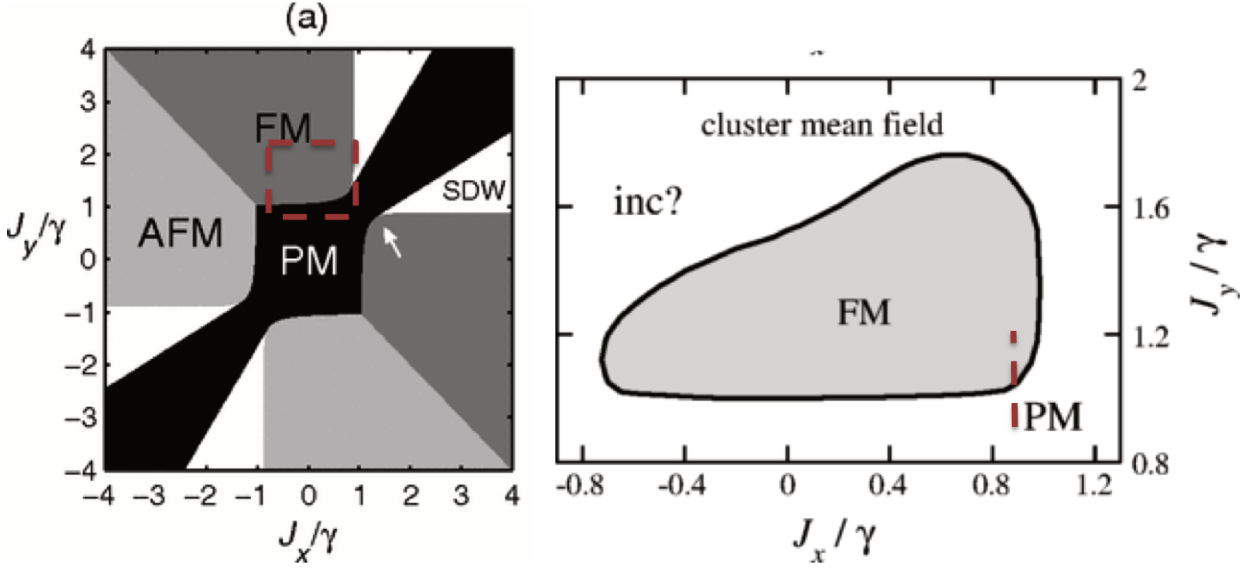 (a)
4
3
2
1
0
−1
−2
−3
−4
J_y/γ
FM
SDW
AFM
PM
−4 −3 −2 −1 0 1 2 3 4
J_x/γ
cluster mean field
inc?
FM
PM
2
1.6
1.2
0.8
J_y / γ
-0.8 -0.4 0 0.4 0.8 1.2
J_x / γ